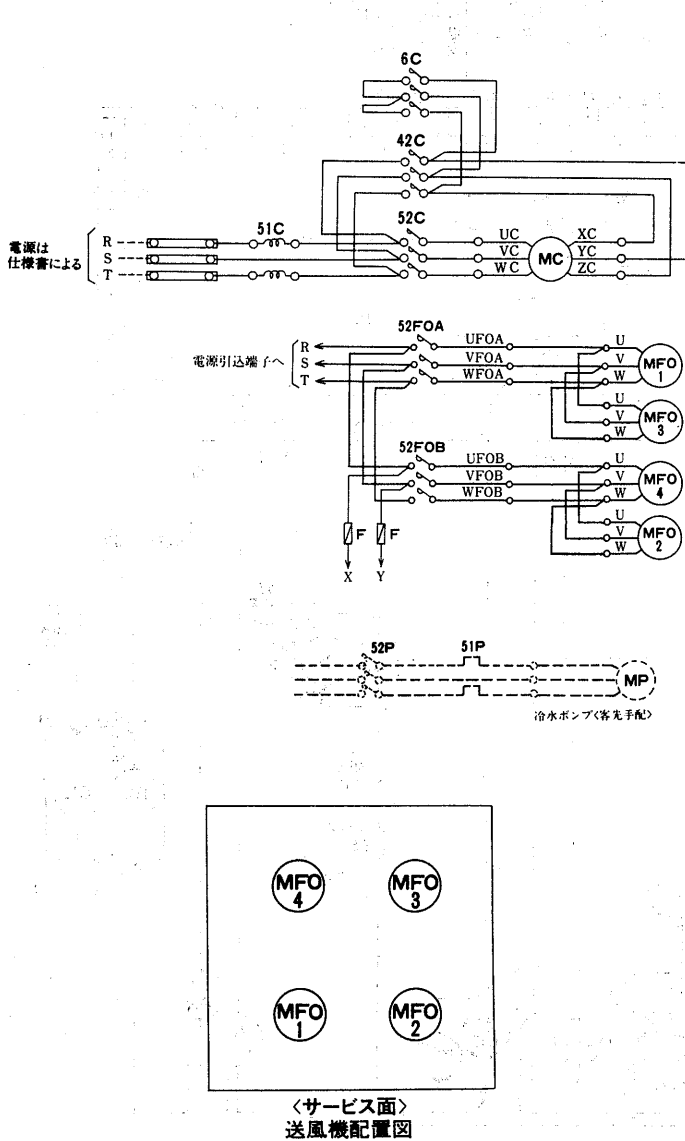 6C
42C
51C
52C
電源は
仕様書による
R
S
T
UC
VC
WC
MC
XC
YC
ZC
52FOA
電源引込端子へ
R
S
T
UFOA
VFOA
WFOA
U
V
W
MFO
1
U
V
W
MFO
3
52FOB
UFOB
VFOB
WFOB
U
V
W
MFO
4
U
V
W
MFO
2
F
F
X
Y
52P
51P
MP
冷水ポンプ<客先手配>
MFO
4
MFO
3
MFO
1
MFO
2
<サービス面>
送風機配置図